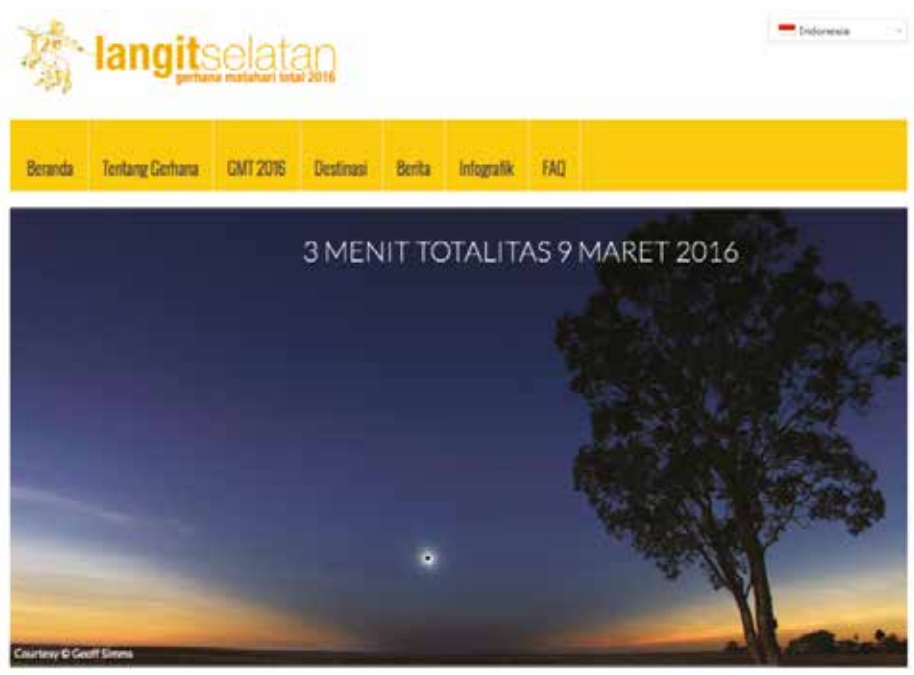 langitselatan
gerhana matahari total 2016
Indonesia
Beranda Tentang Gerhana GMT 2016 Destinasi Berita Infografik FAQ
3 MENIT TOTALITAS 9 MARET 2016
Courtesy © Geoff Simms